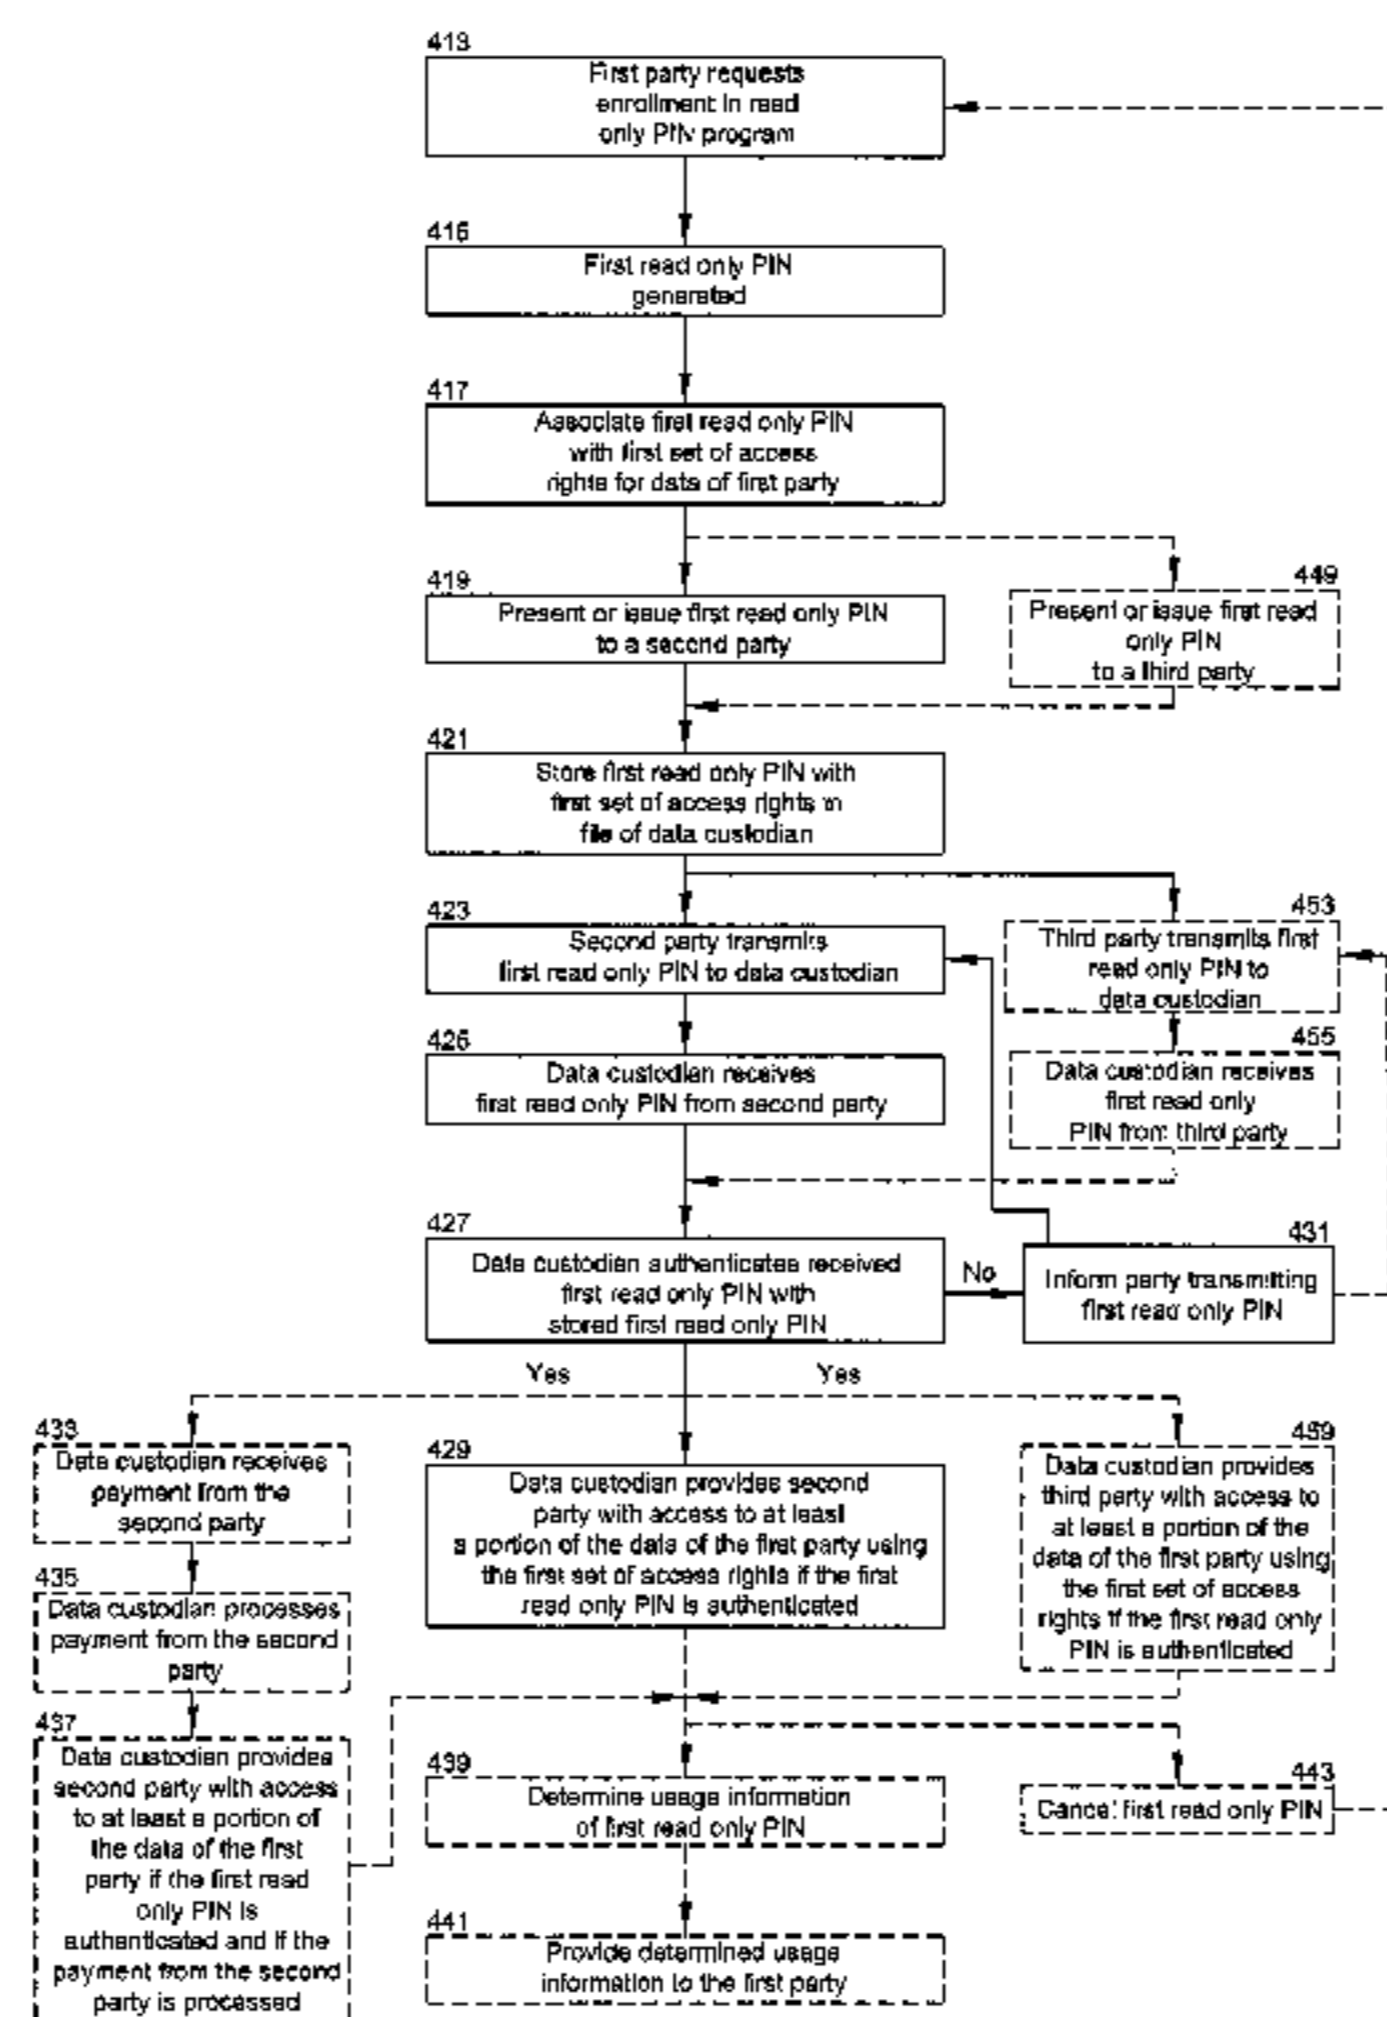 413
First party requests
enrollment in read
only PIN program
415
First read only PIN
generated
417
Associate first read only PIN
with first set of access
rights for data of first party
419
Present or issue first read only PIN
to a second party
449
Present or issue first read
only PIN
to a third party
421
Store first read only PIN with
first set of access rights in
file of data custodian
423
Second party transmits
first read only PIN to data custodian
453
Third party transmits first
read only PIN to
data custodian
425
Data custodian receives
first read only PIN from second party
455
Data custodian receives
first read only
PIN from third party
427
Data custodian authenticates received
first read only PIN with
stored first read only PIN
No
431
Inform party transmitting
first read only PIN
Yes
Yes
433
Data custodian receives
payment from the
second party
429
Data custodian provides second
party with access to at least
a portion of the data of the first party using
the first set of access rights if the first
read only PIN is authenticated
459
Data custodian provides
third party with access to
at least a portion of the
data of the first party using
the first set of access
rights if the first read only
PIN is authenticated
435
Data custodian processes
payment from the second
party
437
Data custodian provides
second party with access
to at least a portion of
the data of the first
party if the first read
only PIN is
authenticated and if the
payment from the second
party is processed
439
Determine usage information
of first read only PIN
443
Cancel first read only PIN
441
Provide determined usage
information to the first party